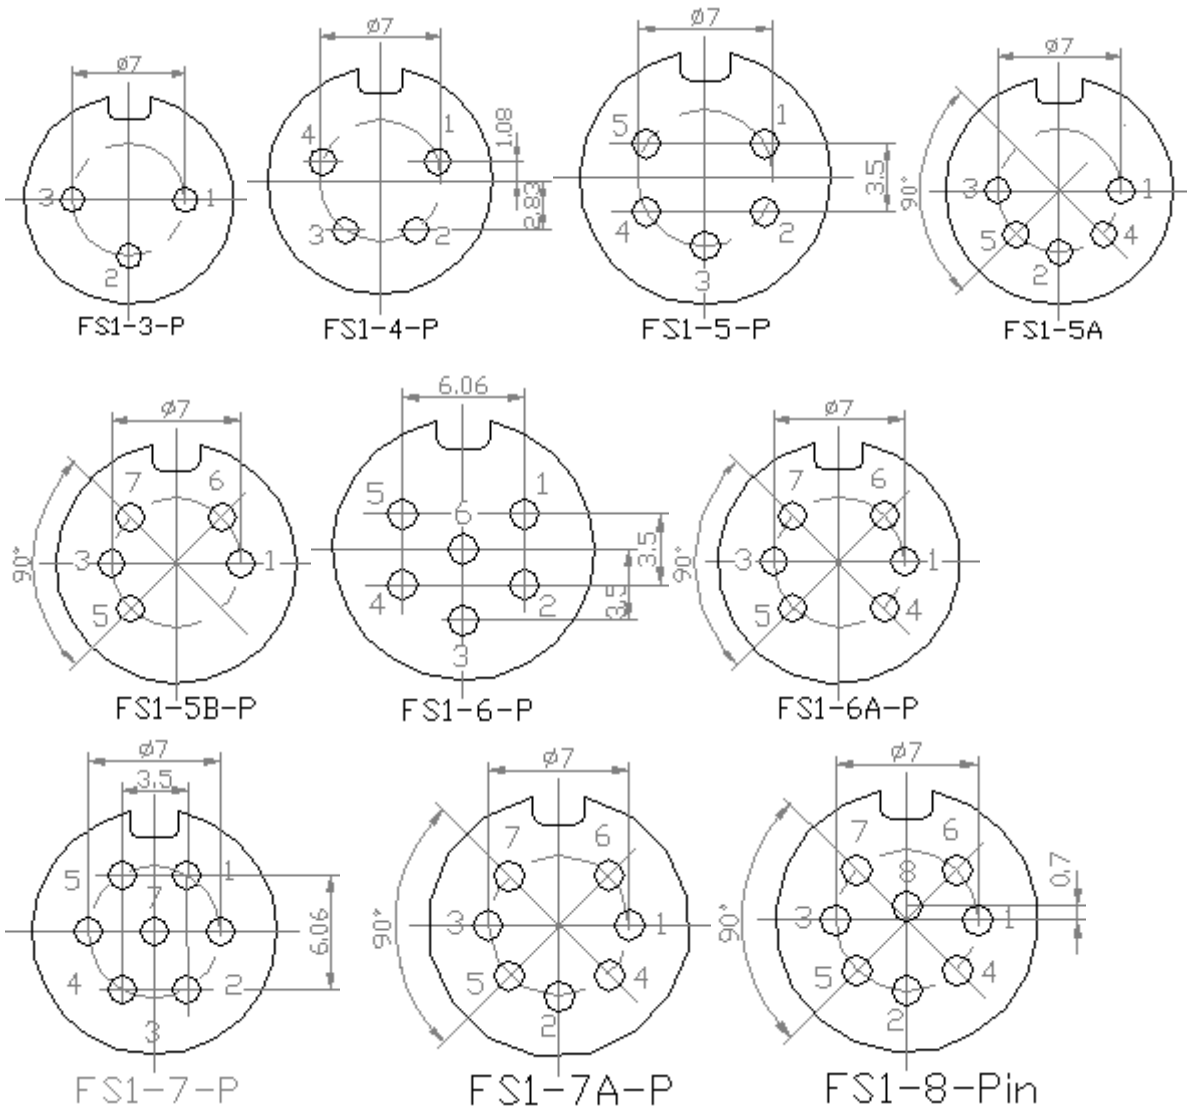 ø7
3 1
2
FS1-3-P
ø7
4 1
1.08
2.83
3 2
FS1-4-P
ø7
5 1
3.5
4 2
3
FS1-5-P
ø7
90°
3 1
5 4
2
FS1-5A
ø7
7 6
90°
3 1
5
FS1-5B-P
6.06
5 1
6
3.5
3.5
4 2
3
FS1-6-P
ø7
7 6
90°
3 1
5 4
FS1-6A-P
ø7
3.5
5 1
7
6.06
4 2
3
FS1-7-P
ø7
7 6
90°
3 1
5 4
2
FS1-7A-P
ø7
7 6
8
0.7
90°
3 1
5 4
2
FS1-8-Pin